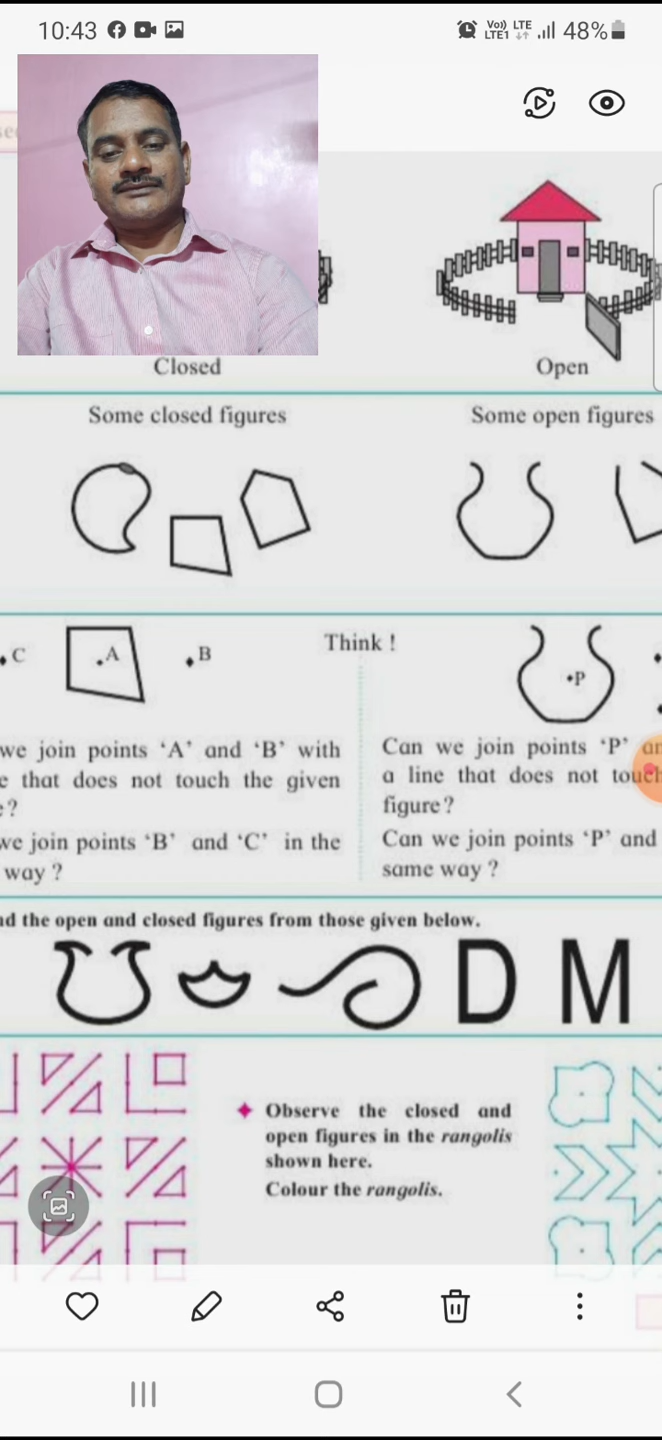 10:43 Vo)) LTE LTE1 48%
Closed Open
Some closed figures Some open figures
C A B Think ! P
we join points ‘A’ and ‘B’ with
that does not touch the given
?
we join points ‘B’ and ‘C’ in the
way ?
Can we join points ‘P’
a line that does not touch
figure ?
Can we join points ‘P’ and
same way ?
the open and closed figures from those given below.
D M
Observe the closed and
open figures in the rangolis
shown here.
Colour the rangolis.